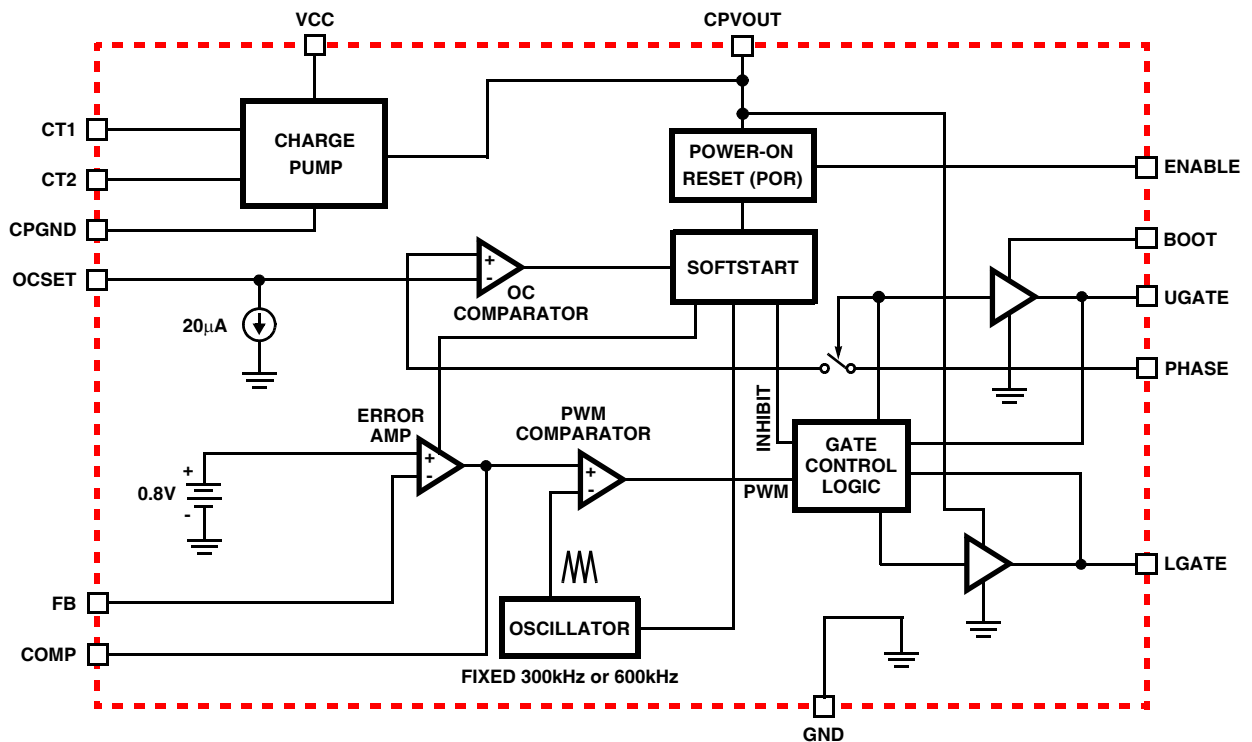 VCC
CPVOUT
CT1
CHARGE
PUMP
CT2
CPGND
OCSET
POWER-ON
RESET (POR)
ENABLE
BOOT
SOFTSTART
+
-
OC
COMPARATOR
20μA
UGATE
PHASE
INHIBIT
ERROR
AMP
PWM
COMPARATOR
+
-
+
-
GATE
CONTROL
LOGIC
PWM
+
0.8V
-
LGATE
FB
OSCILLATOR
COMP
FIXED 300kHz or 600kHz
GND